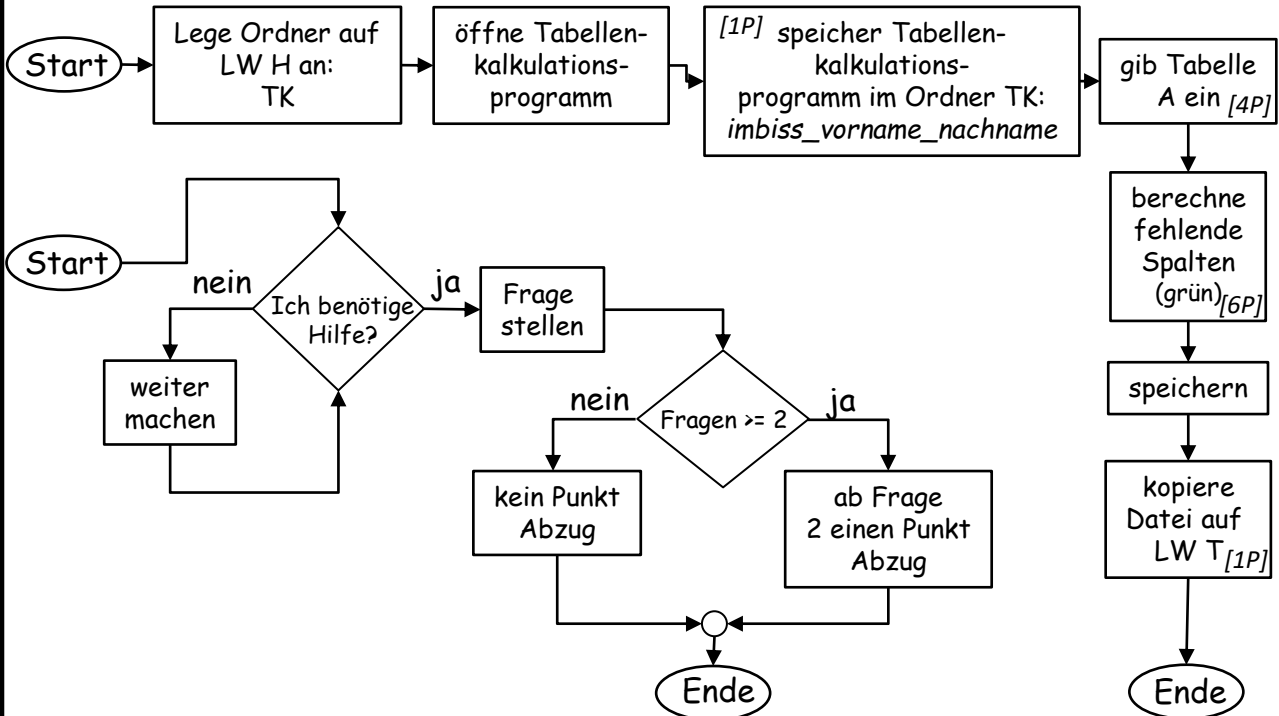 Start
Lege Ordner auf
LW H an:
TK
öffne Tabellen-
kalkulations-
programm
[1P] speicher Tabellen-
kalkulations-
programm im Ordner TK:
imbiss_vorname_nachname
gib Tabelle
A ein [4P]
berechne
fehlende
Spalten
(grün) [6P]
speichern
kopiere
Datei auf
LW T [1P]
Ende
Start
Ich benötige
Hilfe?
nein
ja
weiter
machen
Frage
stellen
Fragen >= 2
nein
ja
kein Punkt
Abzug
ab Frage
2 einen Punkt
Abzug
Ende